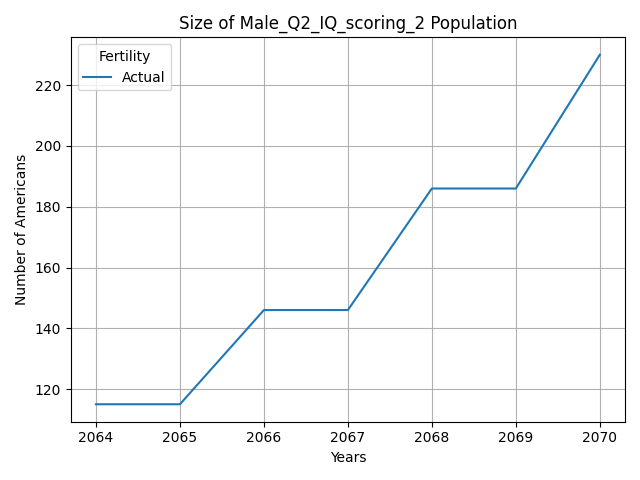 Size of Male_Q2_IQ_scoring_2 Population
Fertility
Actual
Number of Americans
220
200
180
160
140
120
2064 2065 2066 2067 2068 2069 2070
Years